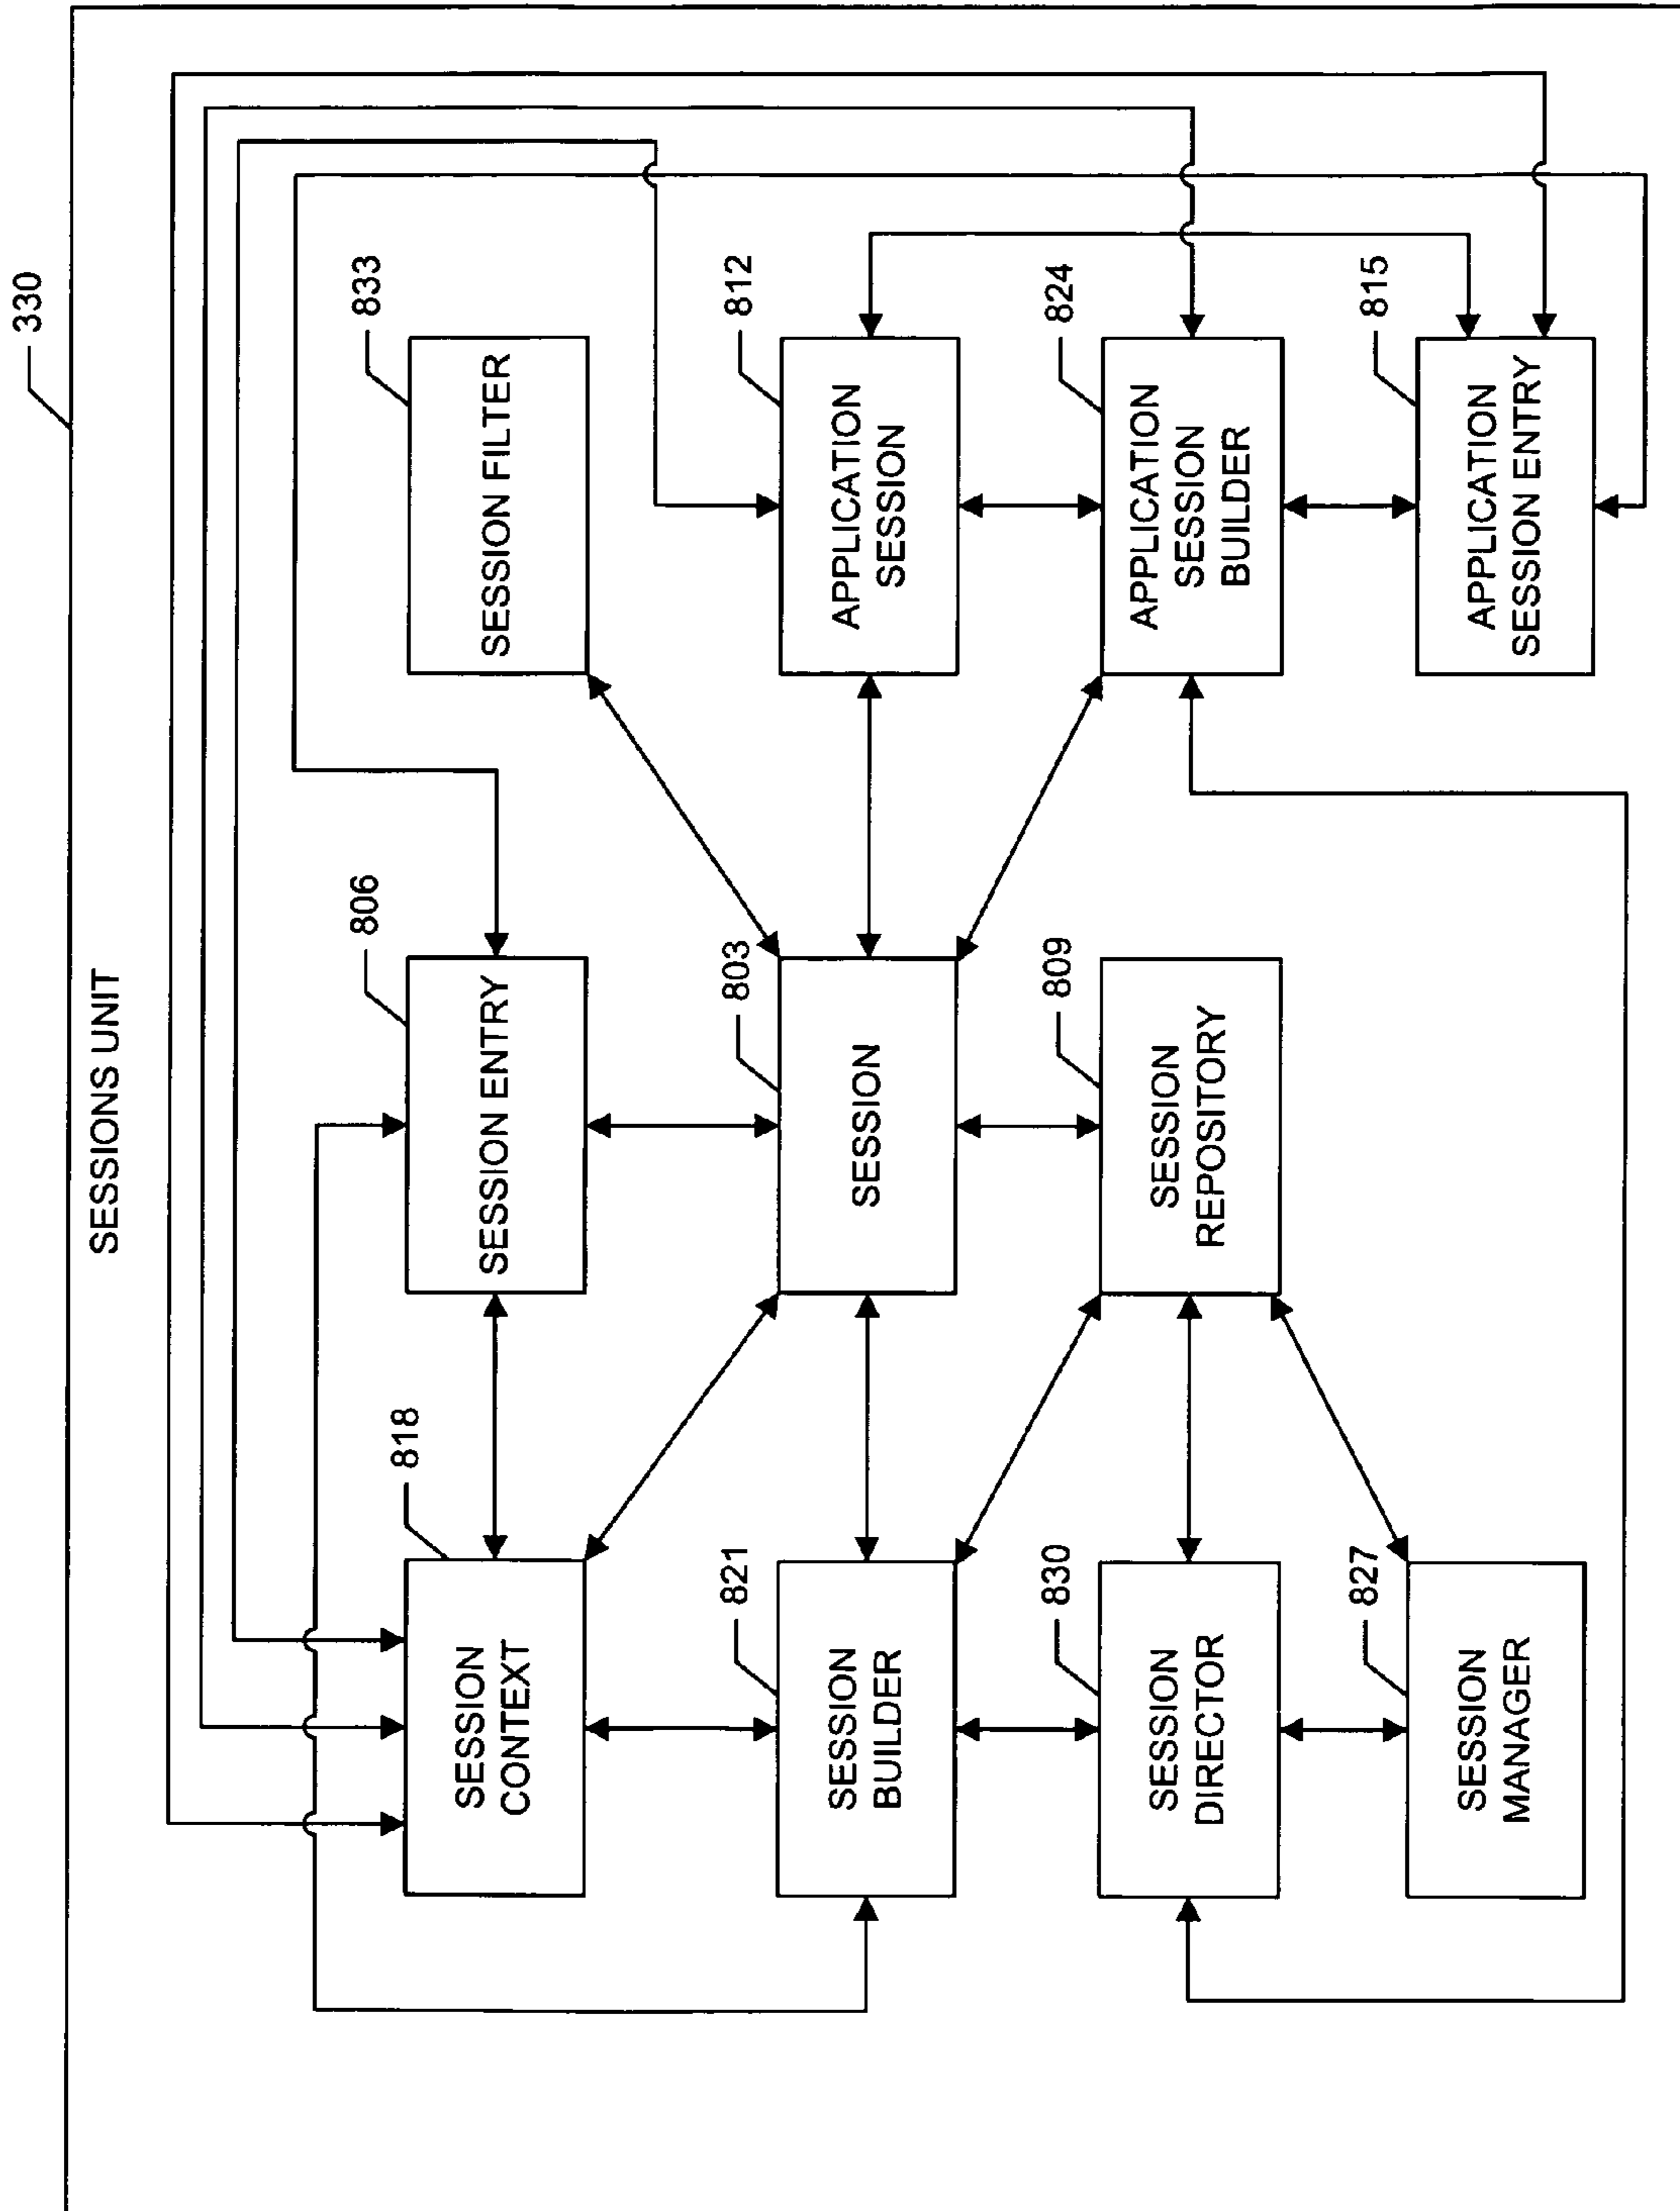 330
SESSIONS UNIT
818
SESSION
CONTEXT
806
SESSION ENTRY
833
SESSION FILTER
821
SESSION
BUILDER
803
SESSION
812
APPLICATION
SESSION
830
SESSION
DIRECTOR
809
SESSION
REPOSITORY
824
APPLICATION
SESSION
BUILDER
827
SESSION
MANAGER
815
APPLICATION
SESSION ENTRY